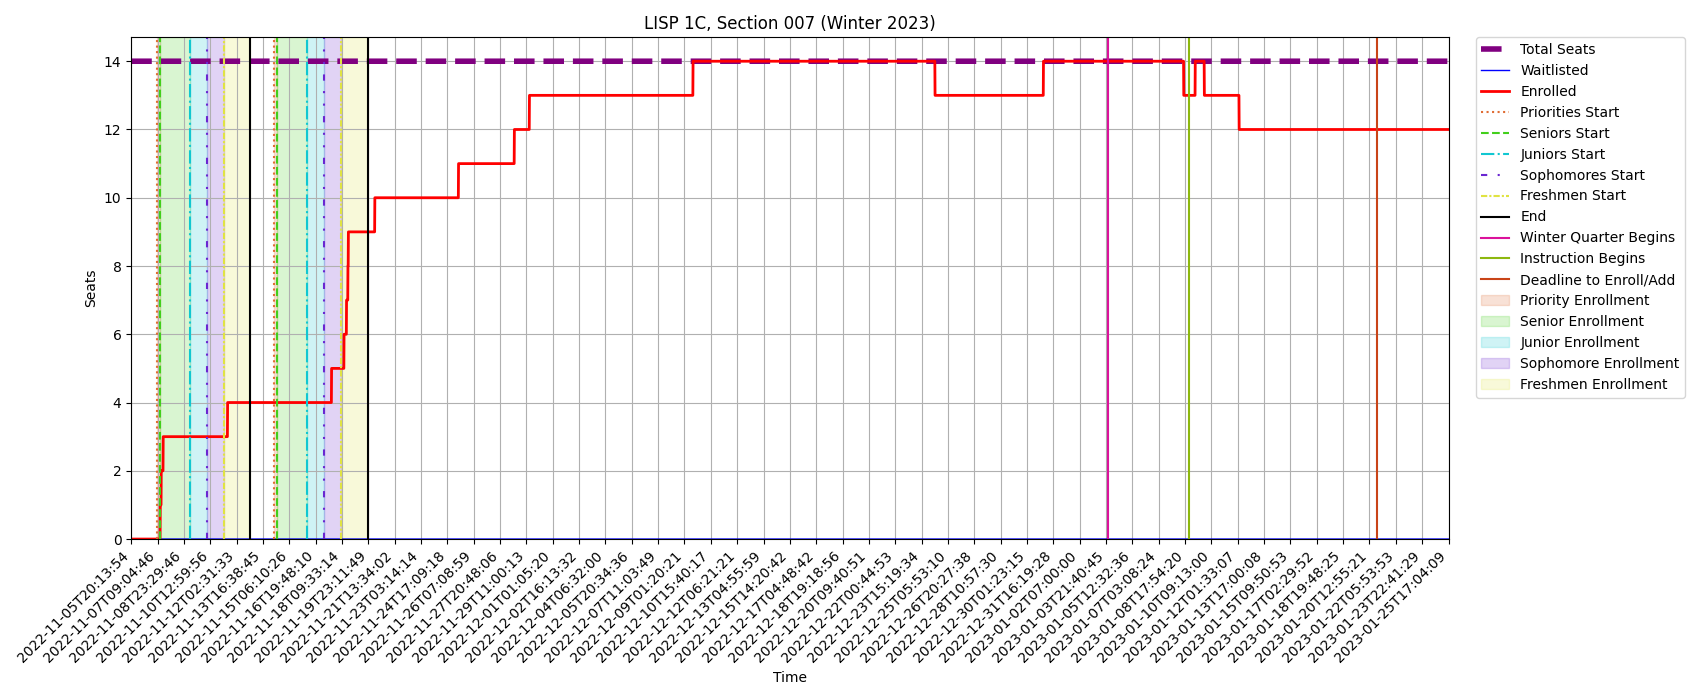 LISP 1C, Section 007 (Winter 2023)
Seats
14
12
10
8
6
4
2
0
2022-11-05T20:13:54
2022-11-07T09:04:46
2022-11-08T23:29:46
2022-11-10T12:59:56
2022-11-12T02:31:33
2022-11-13T16:38:45
2022-11-15T06:10:26
2022-11-16T19:48:10
2022-11-18T09:33:14
2022-11-19T23:11:49
2022-11-21T13:34:02
2022-11-23T03:14:14
2022-11-24T17:09:18
2022-11-26T07:08:59
2022-11-27T20:48:06
2022-11-29T11:00:13
2022-12-01T01:05:20
2022-12-02T16:13:32
2022-12-04T06:32:00
2022-12-05T20:34:36
2022-12-07T11:03:49
2022-12-09T01:20:21
2022-12-10T15:40:17
2022-12-12T06:21:21
2022-12-13T04:55:59
2022-12-15T14:20:42
2022-12-17T04:48:42
2022-12-18T19:18:56
2022-12-20T09:40:51
2022-12-22T00:44:53
2022-12-23T15:19:34
2022-12-25T05:53:10
2022-12-26T20:27:38
2022-12-28T10:57:30
2022-12-30T01:23:15
2022-12-31T16:19:28
2023-01-02T07:00:00
2023-01-03T21:40:45
2023-01-05T12:32:36
2023-01-07T03:08:24
2023-01-08T17:54:20
2023-01-10T09:13:00
2023-01-12T01:33:07
2023-01-13T17:00:08
2023-01-15T09:50:53
2023-01-17T02:29:52
2023-01-18T19:48:25
2023-01-20T12:55:21
2023-01-22T05:53:53
2023-01-23T22:41:29
2023-01-25T17:04:09
Time
Total Seats
Waitlisted
Enrolled
Priorities Start
Seniors Start
Juniors Start
Sophomores Start
Freshmen Start
End
Winter Quarter Begins
Instruction Begins
Deadline to Enroll/Add
Priority Enrollment
Senior Enrollment
Junior Enrollment
Sophomore Enrollment
Freshmen Enrollment